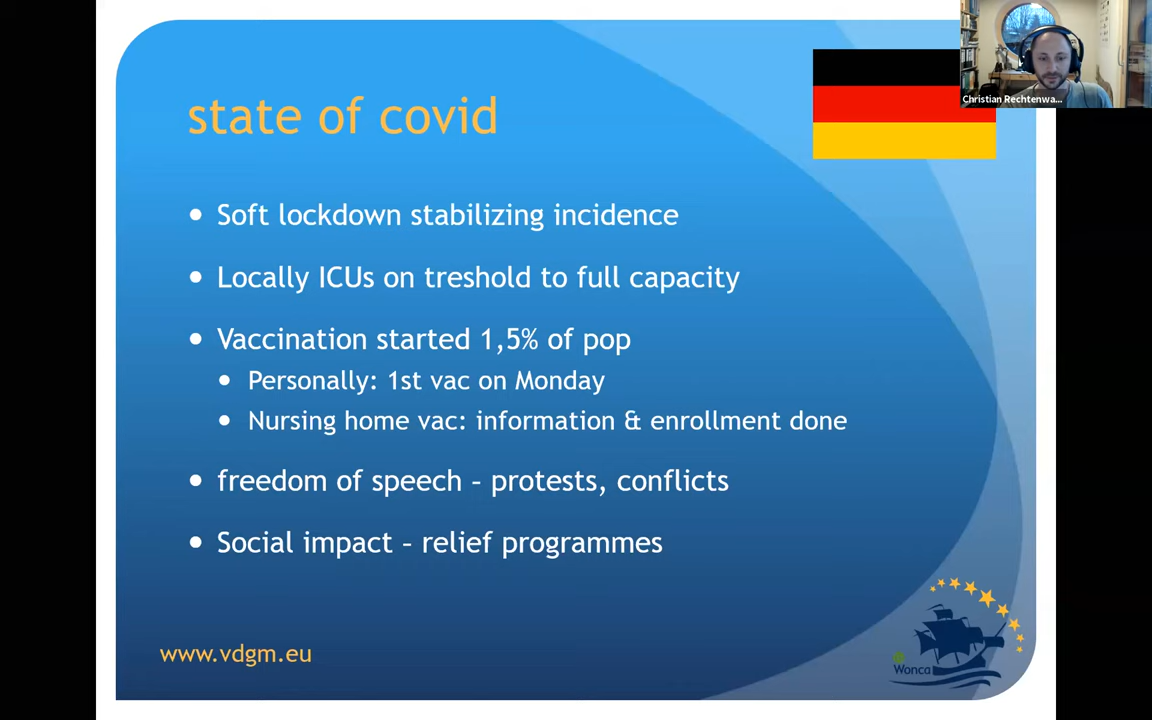 Christian Rechtenwa...
state of covid
Soft lockdown stabilizing incidence
Locally ICUs on treshold to full capacity
Vaccination started 1,5% of pop
Personally: 1st vac on Monday
Nursing home vac: information & enrollment done
freedom of speech – protests, conflicts
Social impact – relief programmes
www.vdgm.eu
Wonca